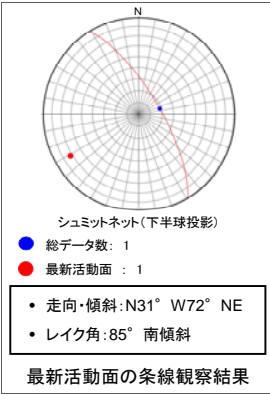 N
シュミットネット(下半球投影)
総データ数: 1
最新活動面 : 1
• 走向・傾斜:N31° W72° NE
• レイク角:85° 南傾斜
最新活動面の条線観察結果